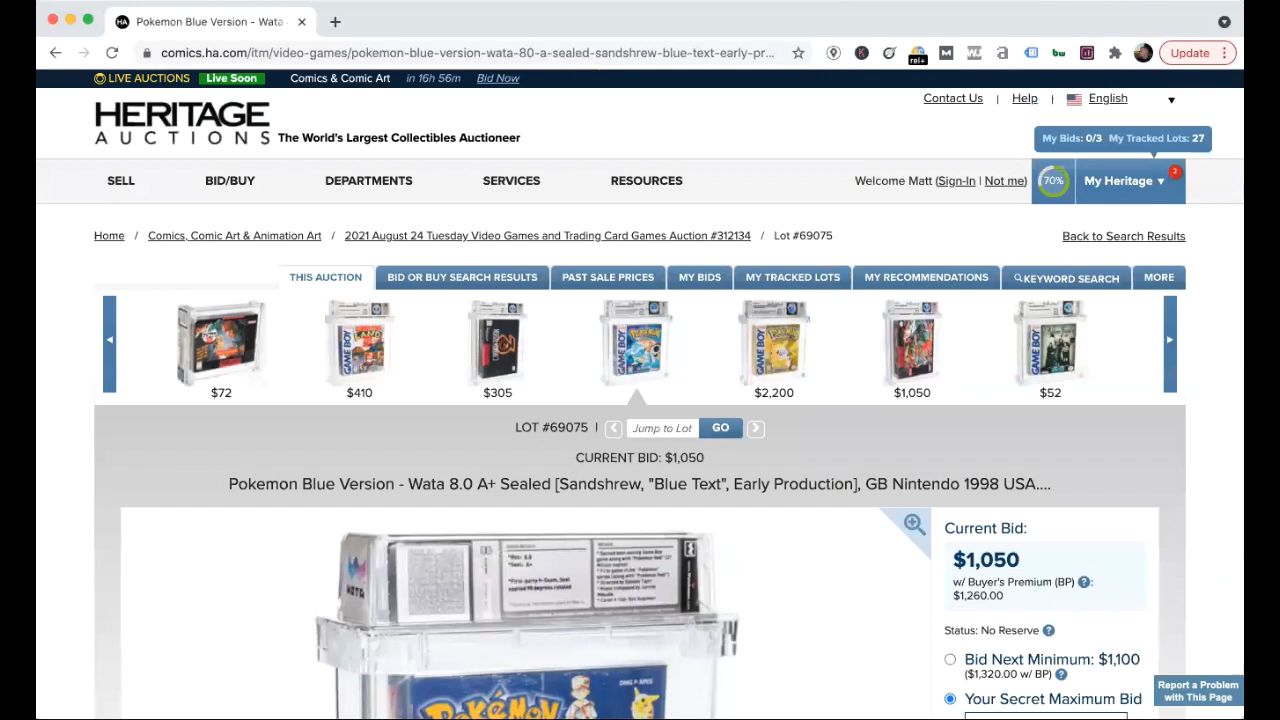 Pokemon Blue Version - Wata
comics.ha.com/itm/video-games/pokemon-blue-version-wata-80-a-sealed-sandshrew-blue-text-early-pr...
rel+
Update
LIVE AUCTIONS Live Soon Comics & Comic Art in 16h 56m Bid Now
Contact Us | Help | English
HERITAGE
AUCTIONS The World's Largest Collectibles Auctioneer
My Bids: 0/3 My Tracked Lots: 27
SELL BID/BUY DEPARTMENTS SERVICES RESOURCES Welcome Matt (Sign-In | Not me) 70% My Heritage 2
Home / Comics, Comic Art & Animation Art / 2021 August 24 Tuesday Video Games and Trading Card Games Auction #312134 / Lot #69075 Back to Search Results
THIS AUCTION BID OR BUY SEARCH RESULTS PAST SALE PRICES MY BIDS MY TRACKED LOTS MY RECOMMENDATIONS KEYWORD SEARCH MORE
$72 $410 $305 $2,200 $1,050 $52
LOT #69075 | Jump to Lot GO
CURRENT BID: $1,050
Pokemon Blue Version - Wata 8.0 A+ Sealed [Sandshrew, "Blue Text", Early Production], GB Nintendo 1998 USA....
Current Bid:
$1,050
w/ Buyer's Premium (BP) ?:
$1,260.00
Status: No Reserve ?
Bid Next Minimum: $1,100
($1,320.00 w/ BP) ?
Your Secret Maximum Bid
Report a Problem
with This Page
Pokémon